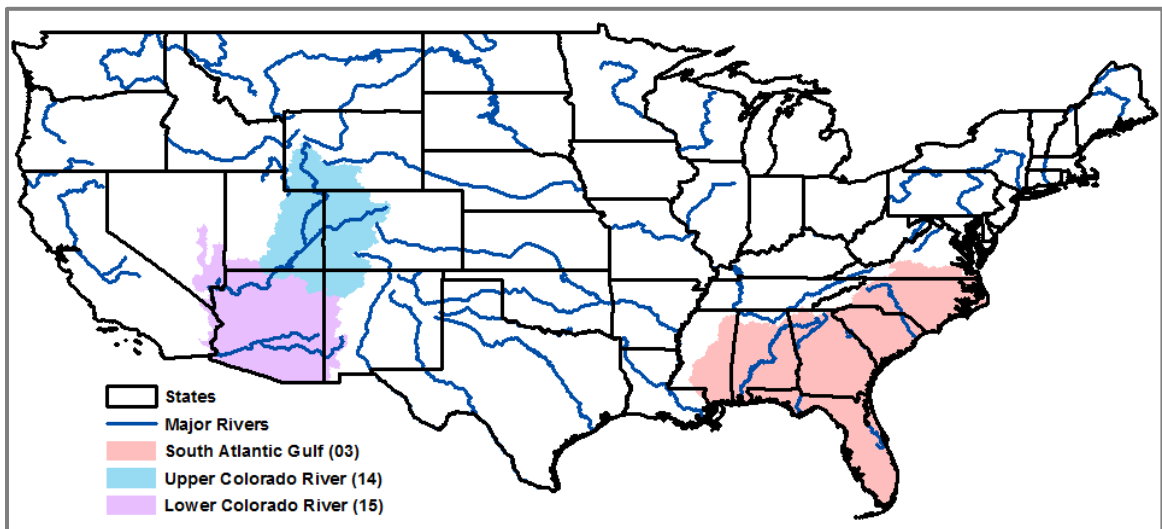 States
Major Rivers
South Atlantic Gulf (03)
Upper Colorado River (14)
Lower Colorado River (15)